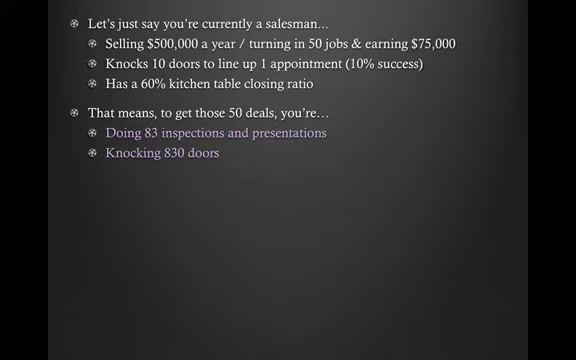 Let's just say you're currently a salesman...
Selling $500,000 a year / turning in 50 jobs & earning $75,000
Knocks 10 doors to line up 1 appointment (10% success)
Has a 60% kitchen table closing ratio
That means, to get those 50 deals, you're…
Doing 83 inspections and presentations
Knocking 830 doors